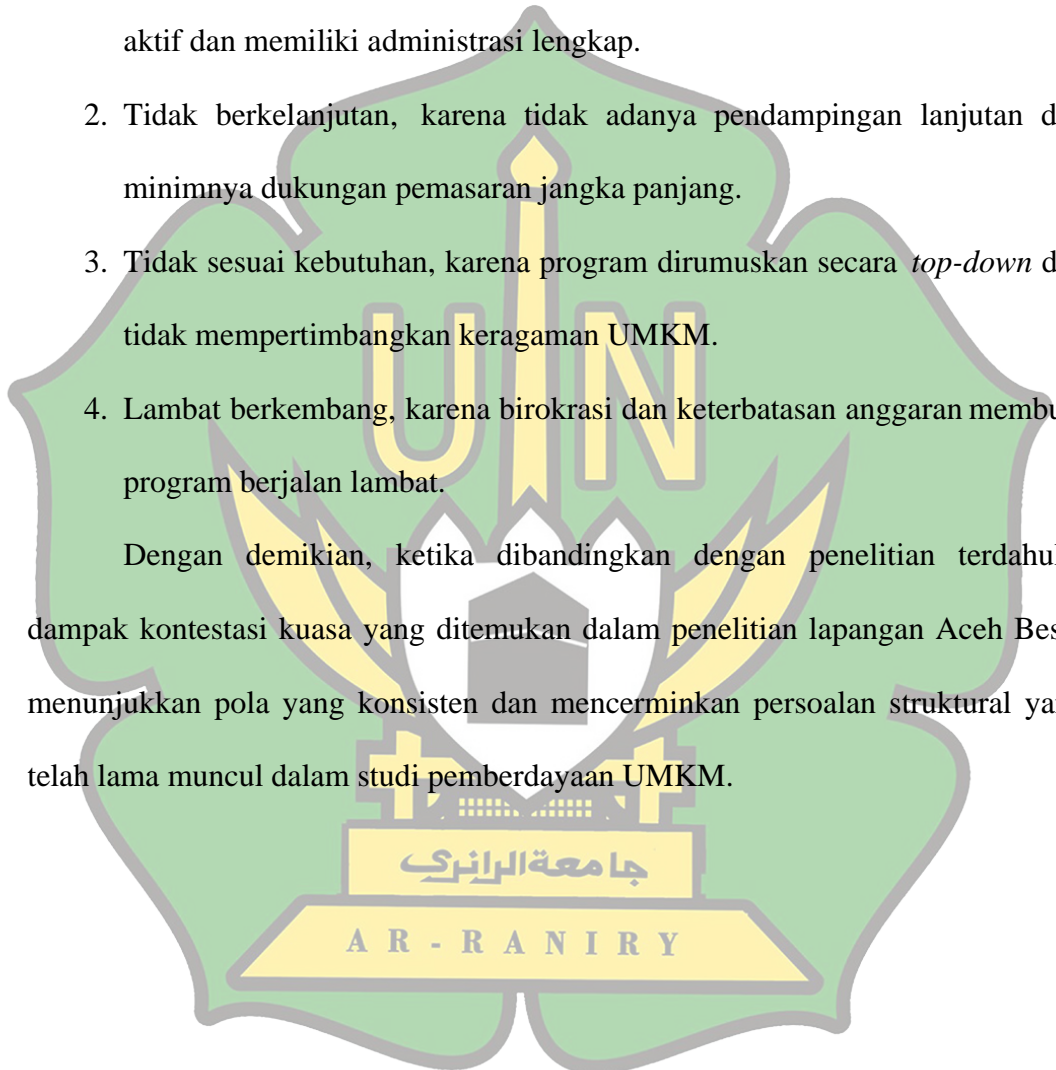 aktif dan memiliki administrasi lengkap.
2. Tidak berkelanjutan, karena tidak adanya pendampingan lanjutan d
minimnya dukungan pemasaran jangka panjang.
3. Tidak sesuai kebutuhan, karena program dirumuskan secara top-down d
tidak mempertimbangkan keragaman UMKM.
4. Lambat berkembang, karena birokrasi dan keterbatasan anggaran membu
program berjalan lambat.
Dengan demikian, ketika dibandingkan dengan penelitian terdahul
dampak kontestasi kuasa yang ditemukan dalam penelitian lapangan Aceh Bes
menunjukkan pola yang konsisten dan mencerminkan persoalan struktural yan
telah lama muncul dalam studi pemberdayaan UMKM.
UIN
جامعة الرانري
AR-RANIRY